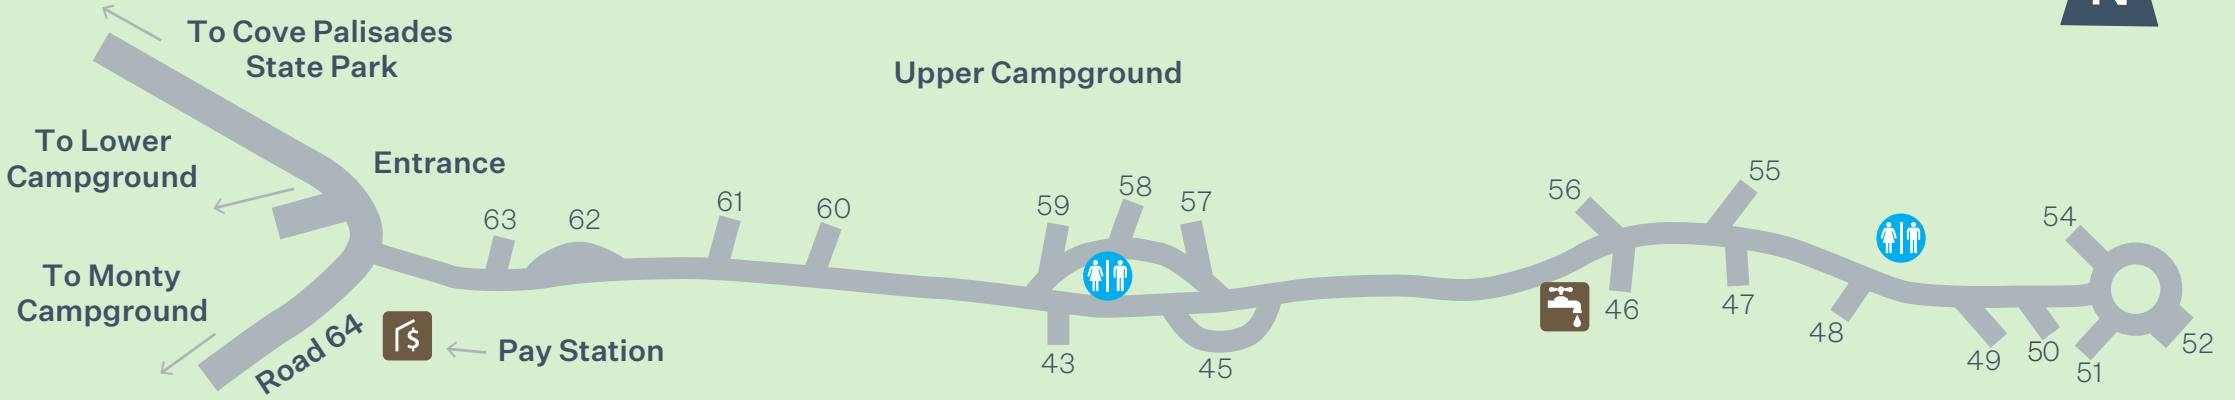 To Cove Palisades
State Park
N
Upper Campground
To Lower
Campground
Entrance
To Monty
Campground
Road 64
$
Pay Station
63
62
61
60
59
58
57
56
55
54
43
45
46
47
48
49
50
51
52